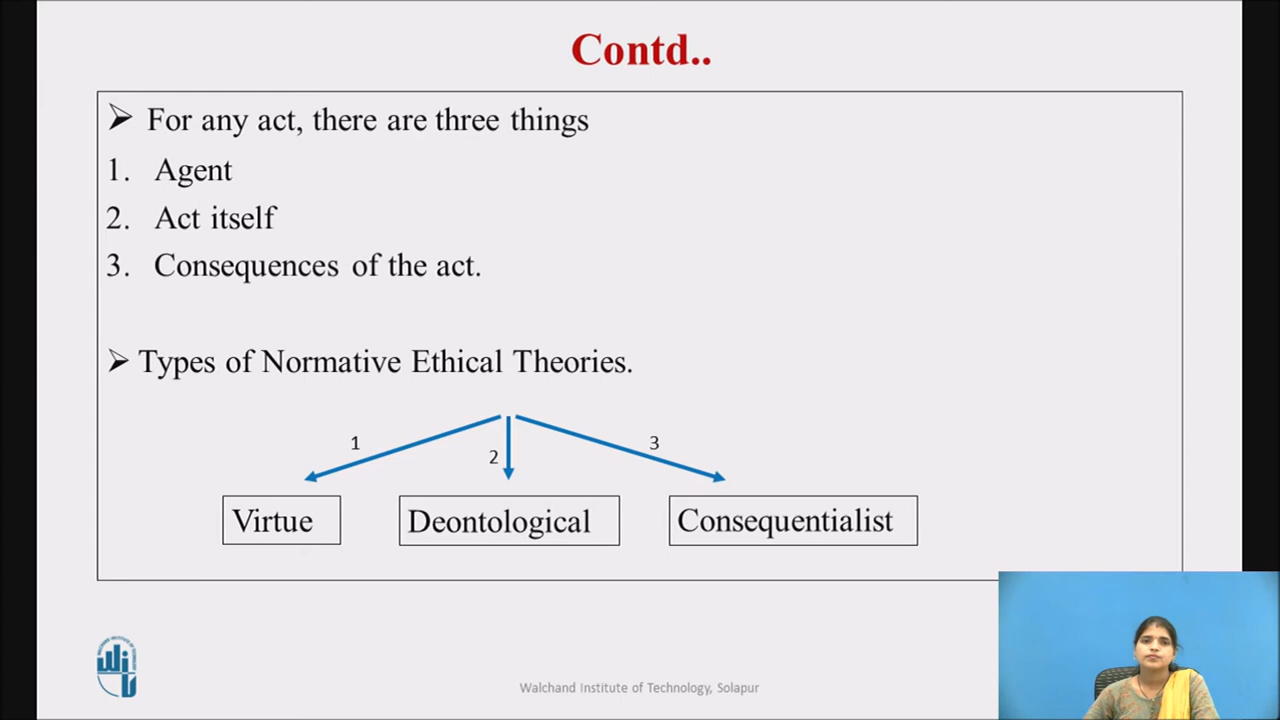 Contd..
➢ For any act, there are three things
1. Agent
2. Act itself
3. Consequences of the act.
➢ Types of Normative Ethical Theories.
1
2
3
Virtue
Deontological
Consequentialist
Walchand Institute of Technology, Solapur